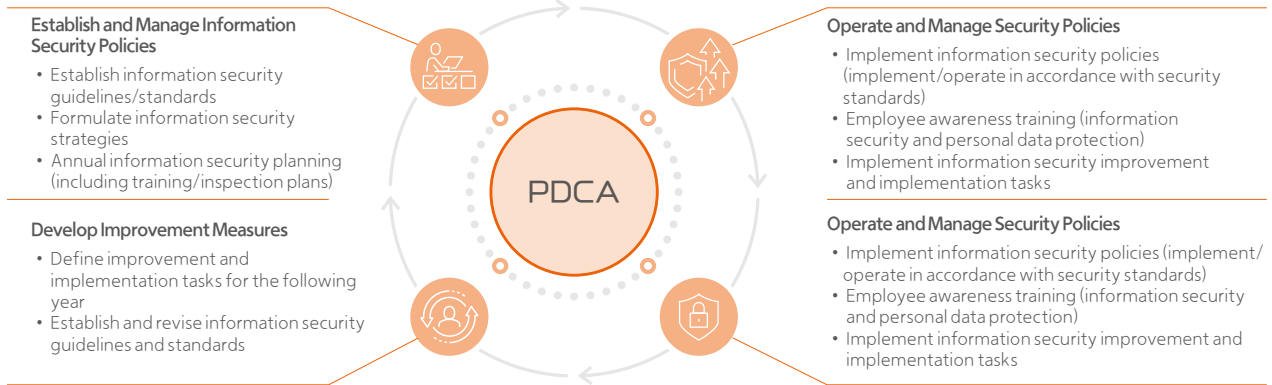 Establish and Manage Information
Security Policies
• Establish information security
guidelines/standards
• Formulate information security
strategies
• Annual information security planning
(including training/inspection plans)
Operate and Manage Security Policies
• Implement information security policies
(implement/operate in accordance with security
standards)
• Employee awareness training (information
security and personal data protection)
• Implement information security improvement
and implementation tasks
PDCA
Develop Improvement Measures
• Define improvement and
implementation tasks for the following
year
• Establish and revise information security
guidelines and standards
Operate and Manage Security Policies
• Implement information security policies (implement/
operate in accordance with security standards)
• Employee awareness training (information security
and personal data protection)
• Implement information security improvement and
implementation tasks